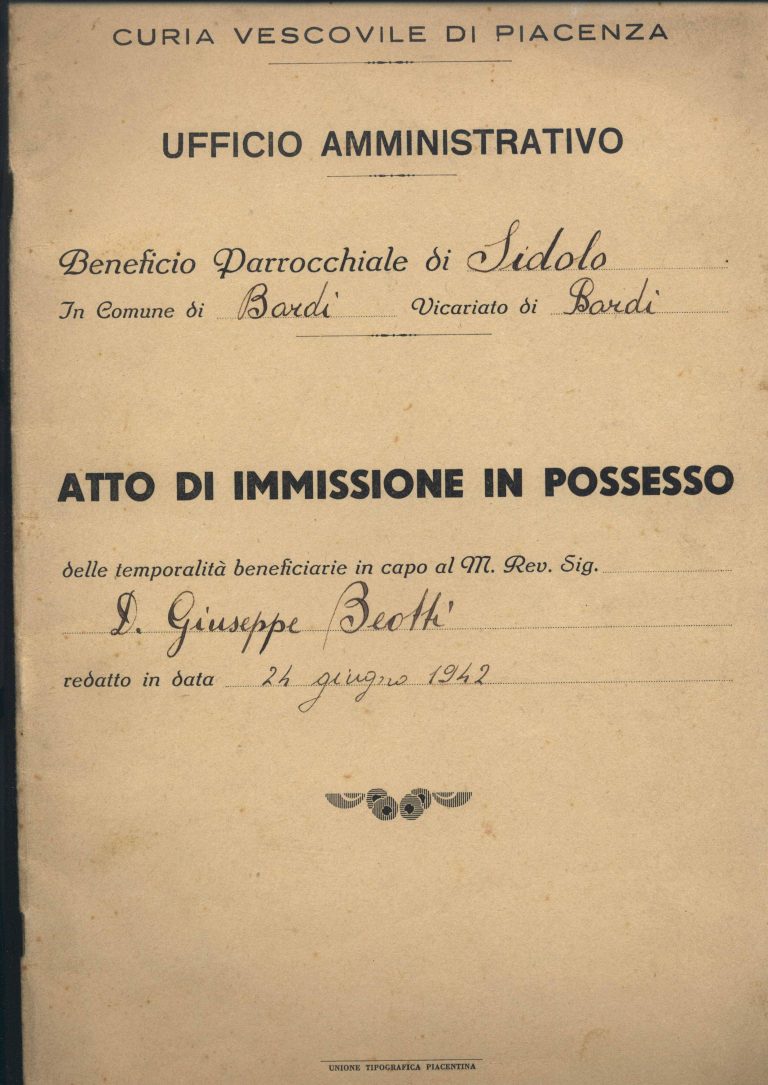 CURIA VESCOVILE DI PIACENZA
UFFICIO AMMINISTRATIVO
Beneficio Parrocchiale di Sidolo
In Comune di Bardi Vicariato di Bardi
ATTO DI IMMISSIONE IN POSSESSO
delle temporalità beneficiarie in capo al M. Rev. Sig.
D. Giuseppe Beotti
redatto in data 24 giugno 1942
UNIONE TIPOGRAFICA PIACENTINA